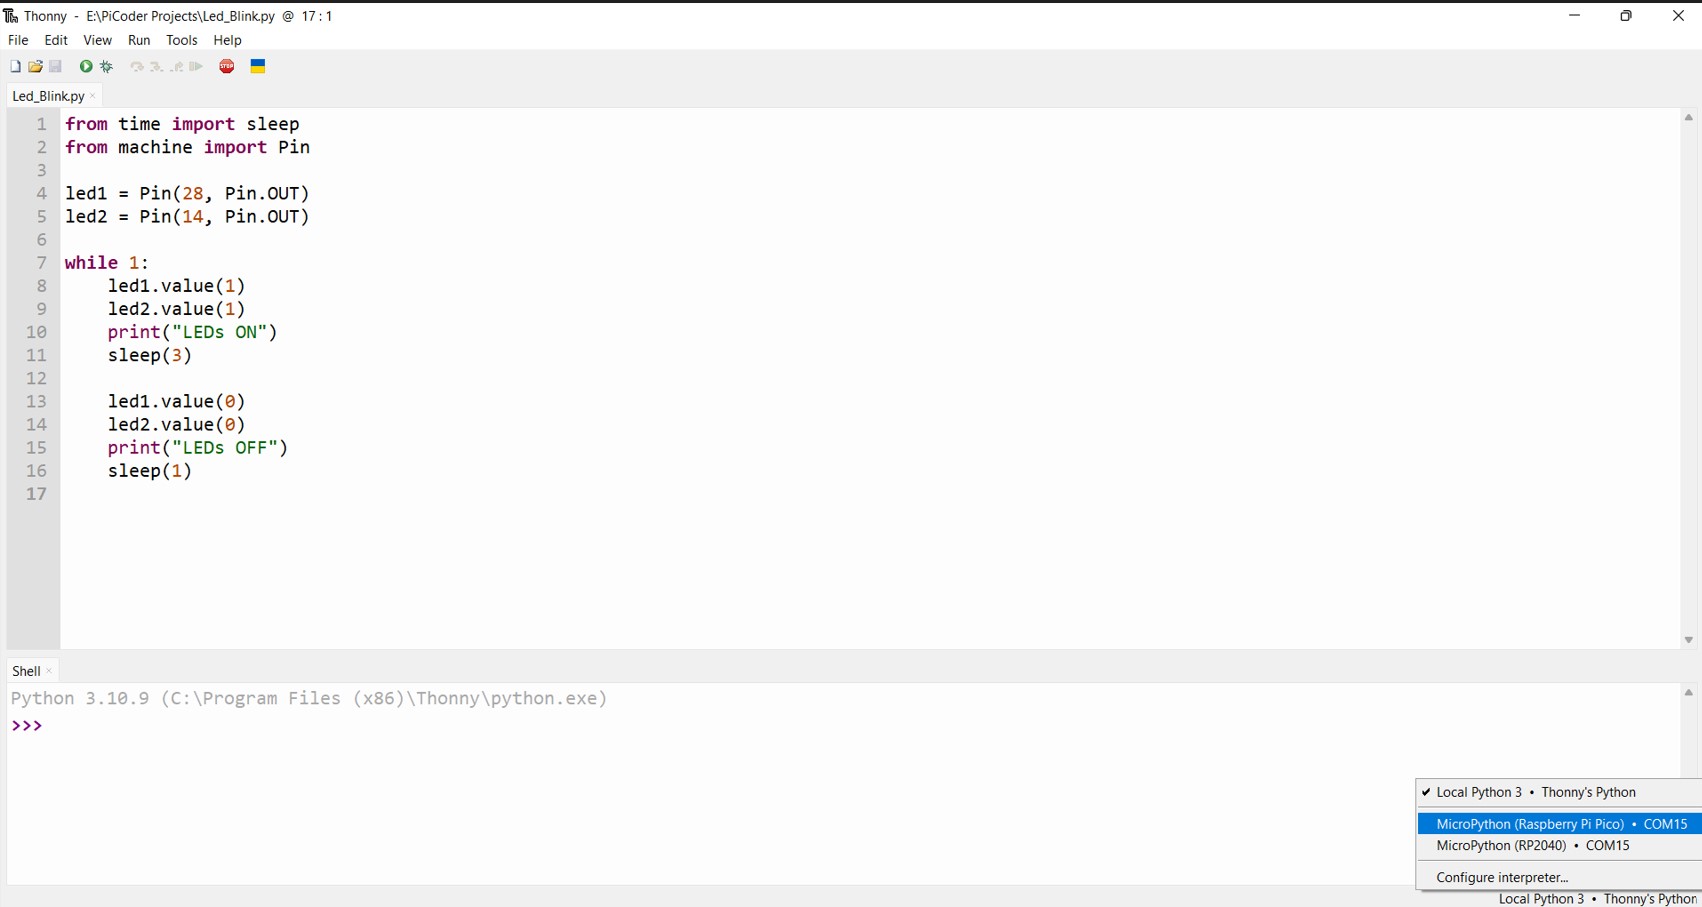 Thonny - E:\PiCoder Projects\Led_Blink.py @ 17 : 1
File Edit View Run Tools Help
STOP
Led_Blink.py ×
1 from time import sleep
2 from machine import Pin
3
4 led1 = Pin(28, Pin.OUT)
5 led2 = Pin(14, Pin.OUT)
6
7 while 1:
8     led1.value(1)
9     led2.value(1)
10     print("LEDs ON")
11     sleep(3)
12
13     led1.value(0)
14     led2.value(0)
15     print("LEDs OFF")
16     sleep(1)
17
Shell ×
Python 3.10.9 (C:\Program Files (x86)\Thonny\python.exe)
>>>
✓ Local Python 3 • Thonny's Python
MicroPython (Raspberry Pi Pico) • COM15
MicroPython (RP2040) • COM15
Configure interpreter...
Local Python 3 • Thonny's Python